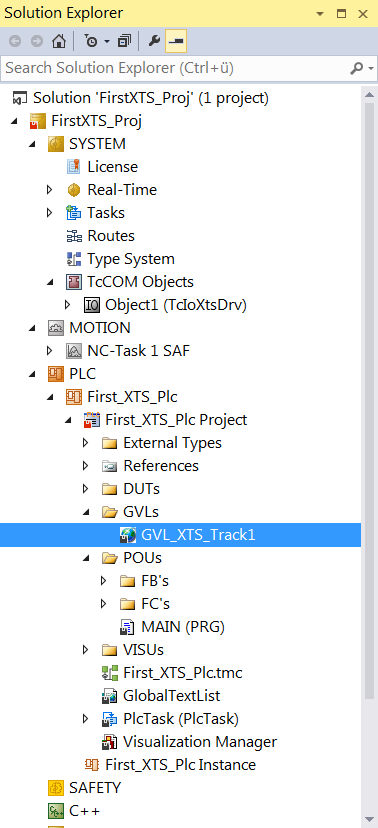 Solution Explorer
Search Solution Explorer (Ctrl+ü)
Solution 'FirstXTS_Proj' (1 project)
FirstXTS_Proj
SYSTEM
License
Real-Time
Tasks
Routes
Type System
TcCOM Objects
Object1 (TcIoXtsDrv)
MOTION
NC-Task 1 SAF
PLC
First_XTS_Plc
First_XTS_Plc Project
External Types
References
DUTs
GVLs
GVL_XTS_Track1
POUs
FB's
FC's
MAIN (PRG)
VISUs
First_XTS_Plc.tmc
GlobalTextList
PlcTask (PlcTask)
Visualization Manager
First_XTS_Plc Instance
SAFETY
C++